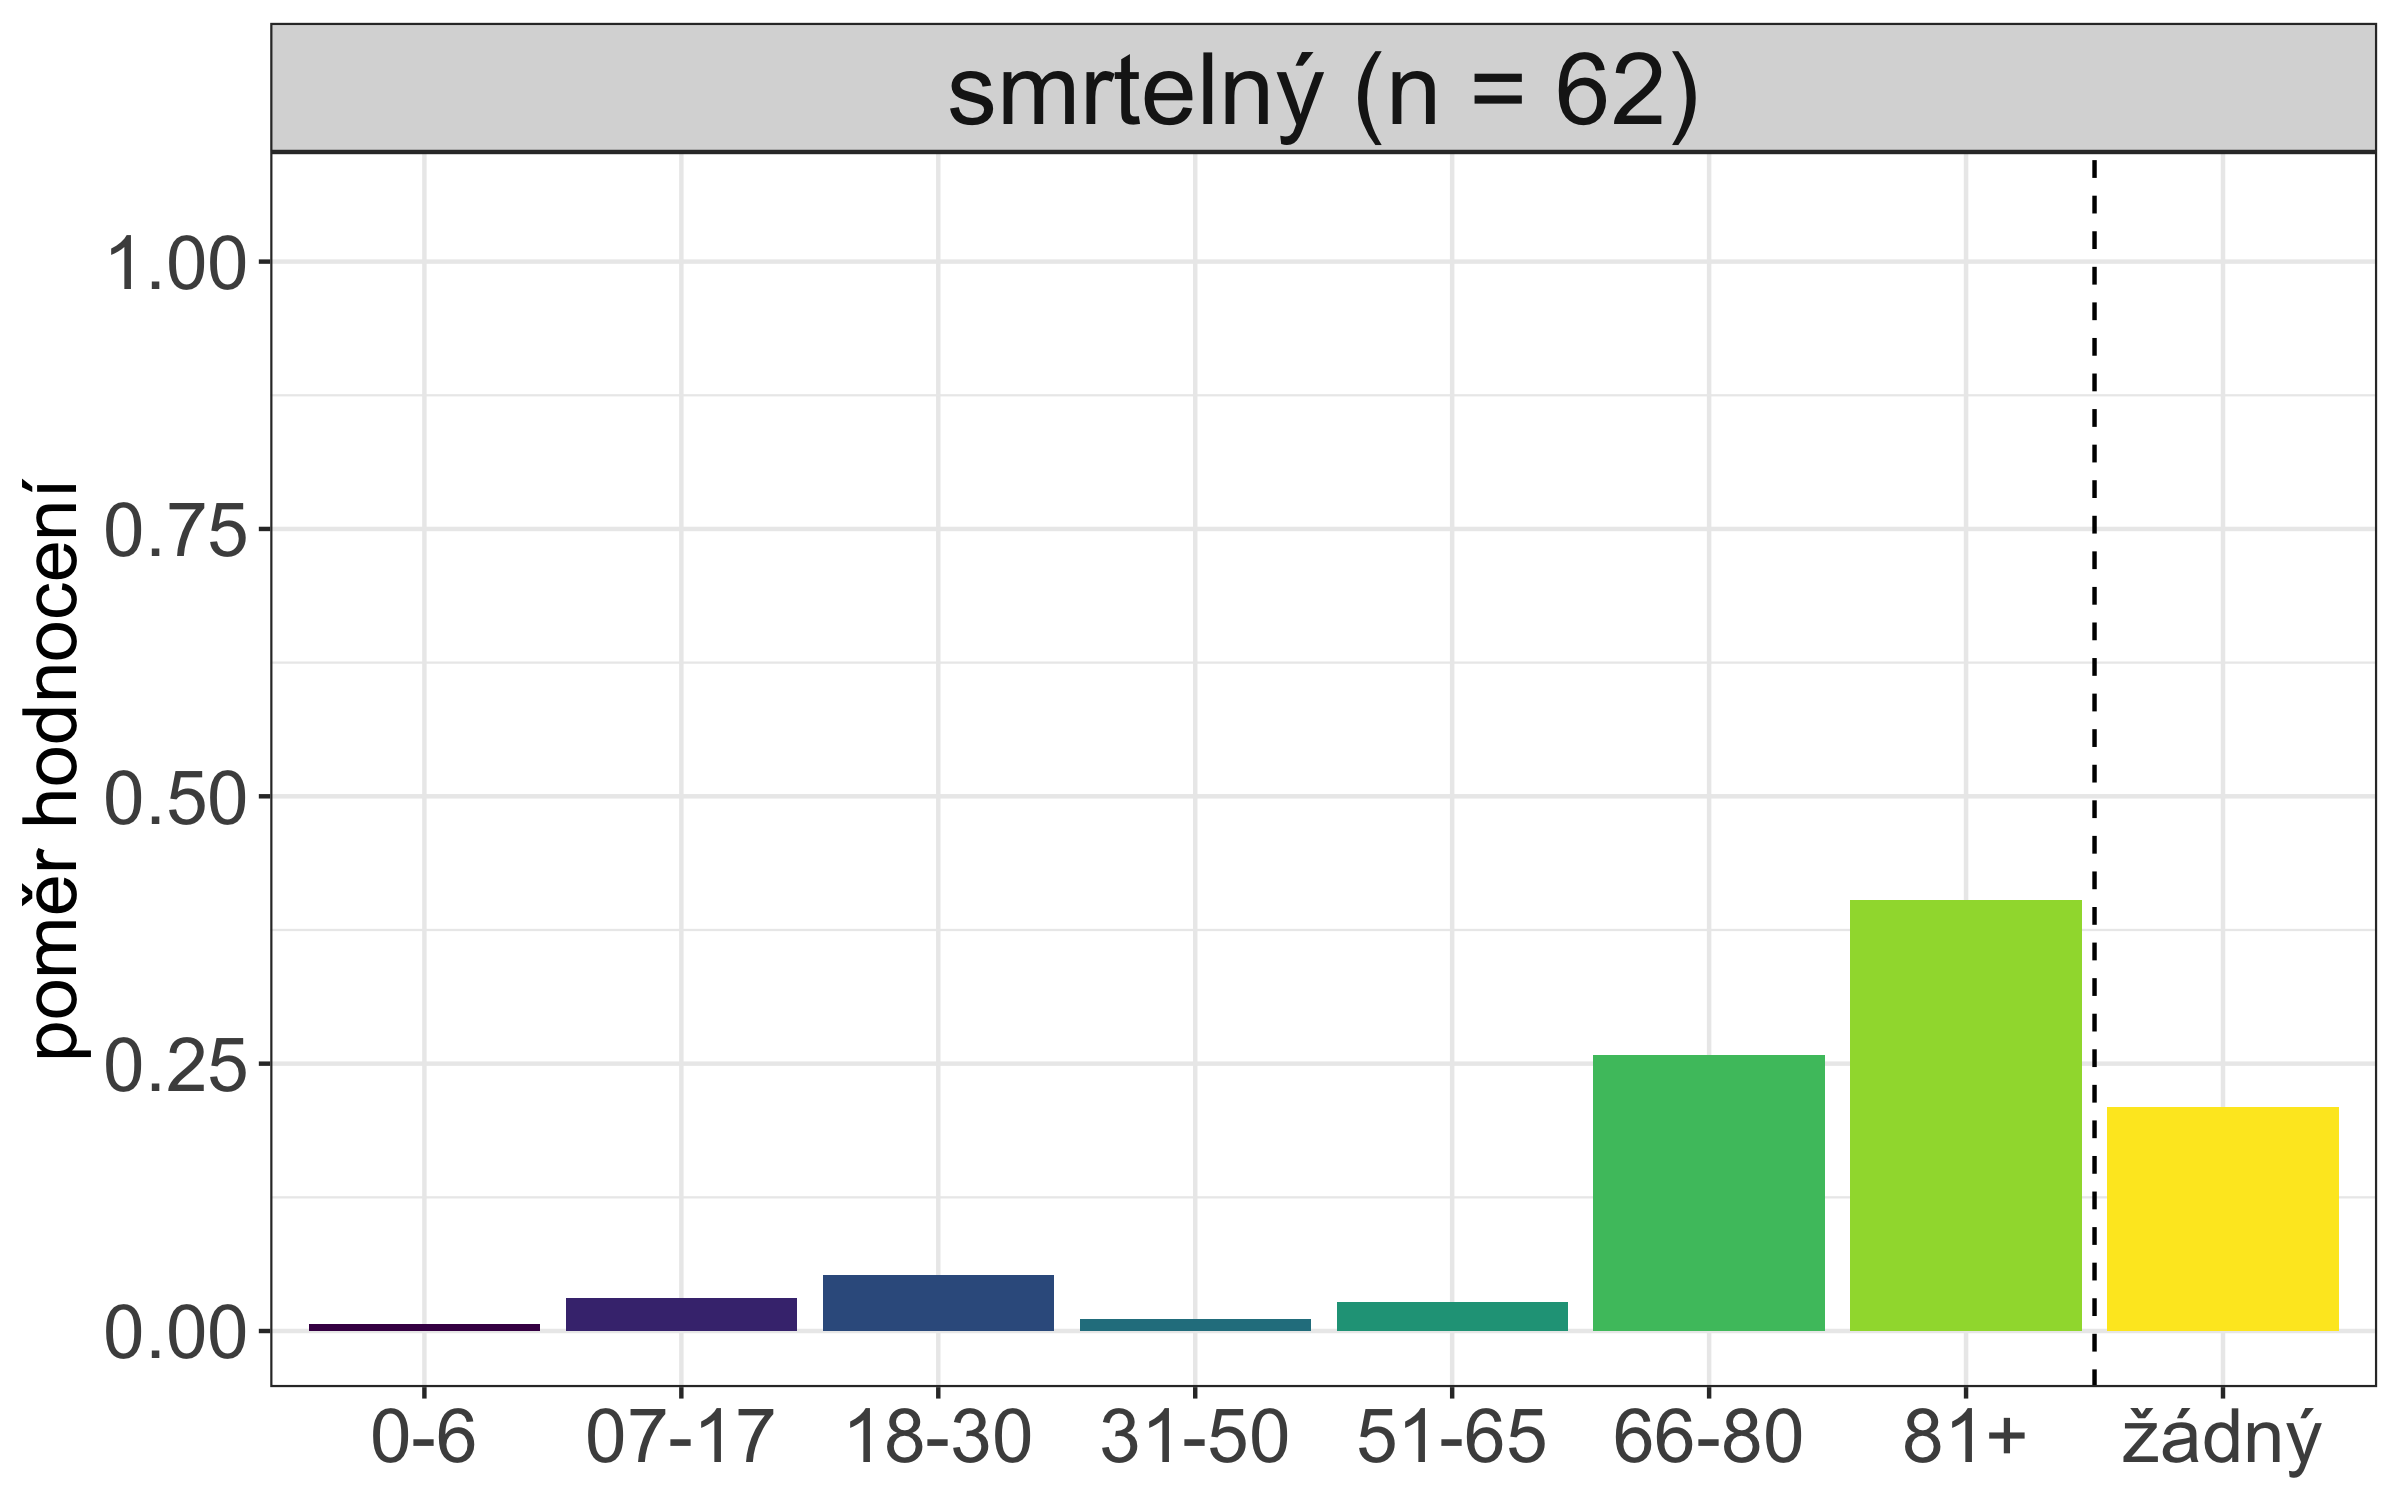 smrtelný (n = 62)
poměr hodnocení
1.00
0.75
0.50
0.25
0.00
0-6 07-17 18-30 31-50 51-65 66-80 81+ žádný